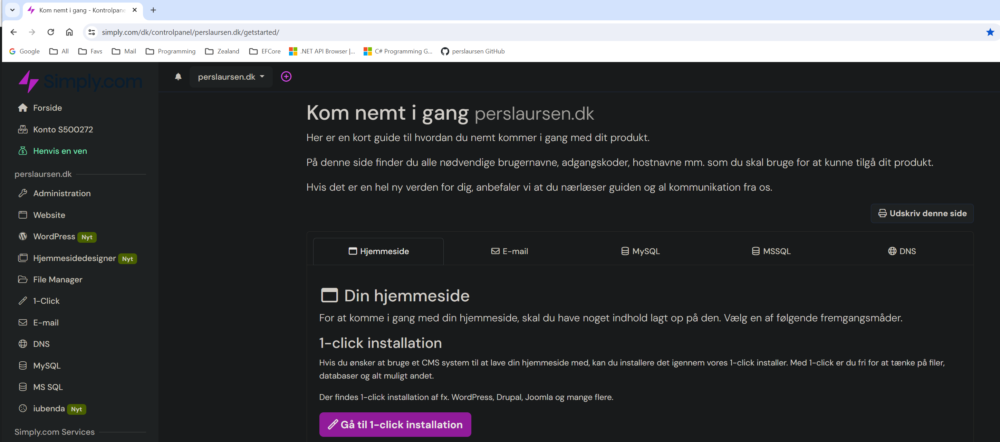 Kom nemt i gang - Kontrolpane
simply.com/dk/controlpanel/perslaursen.dk/getstarted/
Google All Favs Mail Programming Zealand EFCore .NET API Browser |... C# Programming G... perslaursen GitHub
Simply.com
perslaursen.dk
Forside
Konto S500272
Henvis en ven
perslaursen.dk
Administration
Website
WordPress Nyt
Hjemmesidedesigner Nyt
File Manager
1-Click
E-mail
DNS
MySQL
MS SQL
iubenda Nyt
Simply.com Services
Kom nemt i gang perslaursen.dk
Her er en kort guide til hvordan du nemt kommer i gang med dit produkt.
På denne side finder du alle nødvendige brugernavne, adgangskoder, hostnavne mm. som du skal bruge for at kunne tilgå dit produkt.
Hvis det er en hel ny verden for dig, anbefaler vi at du nærlæser guiden og al kommunikation fra os.
Udskriv denne side
Hjemmeside E-mail MySQL MSSQL DNS
Din hjemmeside
For at komme i gang med din hjemmeside, skal du have noget indhold lagt op på den. Vælg en af følgende fremgangsmåder.
1-click installation
Hvis du ønsker at bruge et CMS system til at lave din hjemmeside med, kan du installere det igennem vores 1-click installer. Med 1-click er du fri for at tænke på filer,
databaser og alt muligt andet.
Der findes 1-click installation af fx. WordPress, Drupal, Joomla og mange flere.
Gå til 1-click installation